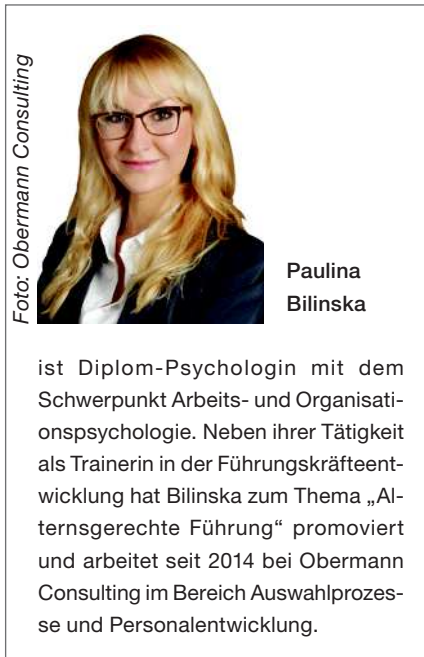 Foto: Obermann Consulting
Paulina
Bilinska
ist Diplom-Psychologin mit dem
Schwerpunkt Arbeits- und Organisati-
onspsychologie. Neben ihrer Tätigkeit
als Trainerin in der Führungskräfteent-
wicklung hat Bilinska zum Thema „Al-
ternsgerechte Führung“ promoviert
und arbeitet seit 2014 bei Obermann
Consulting im Bereich Auswahlprozes-
se und Personalentwicklung.